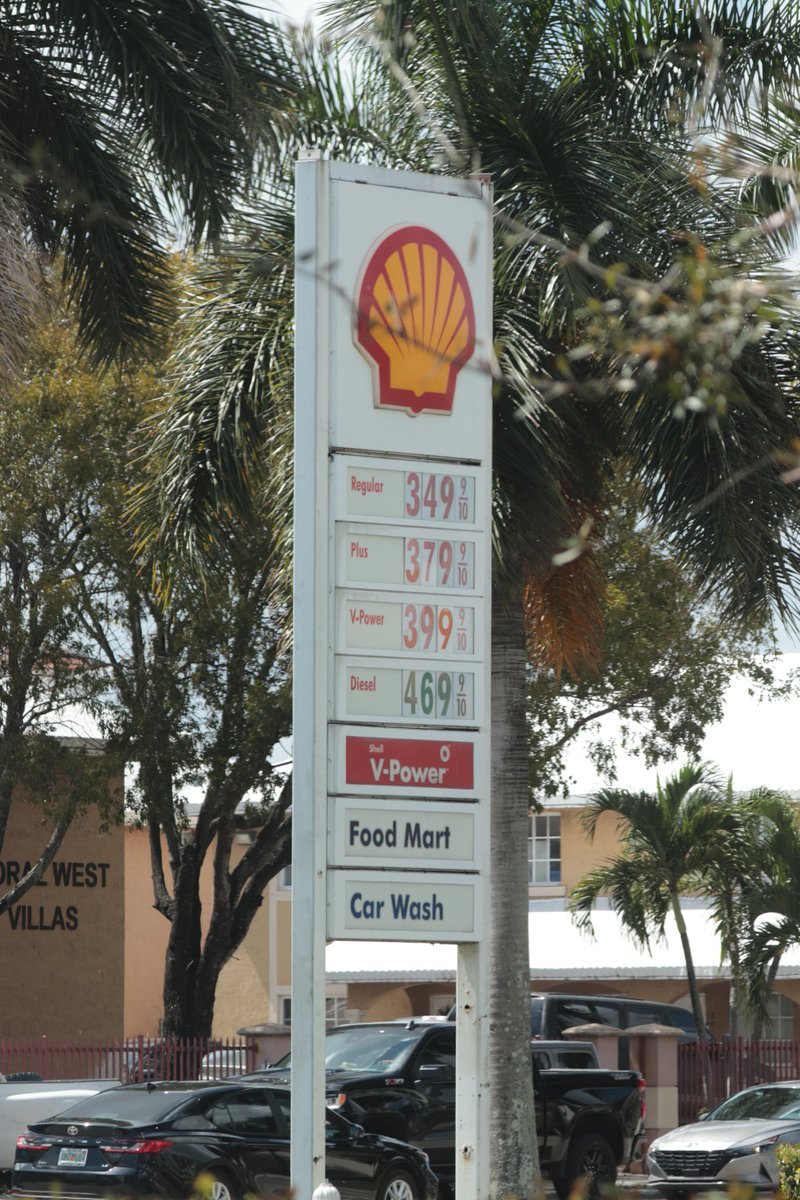 Regular 349 9/10
Plus 379 9/10
V-Power 399 9/10
Diesel 469 9/10
Shell
V-Power
Food Mart
Car Wash
ORAL WEST
VILLAS